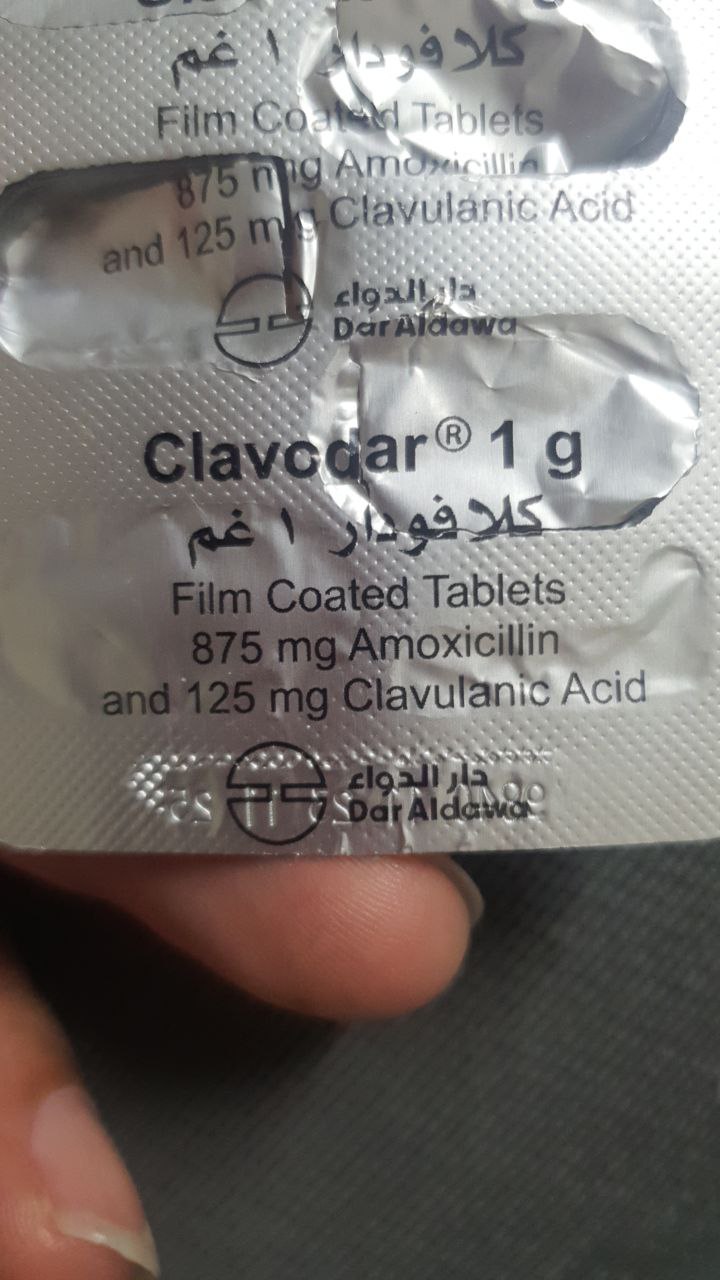 كلافودار ١ غم
Film Coated Tablets
875 mg Amoxicillin
and 125 mg Clavulanic Acid
دار الدواء
Dar Aldawa
Clavodar® 1 g
كلافودار ١ غم
Film Coated Tablets
875 mg Amoxicillin
and 125 mg Clavulanic Acid
دار الدواء
Dar Aldawa